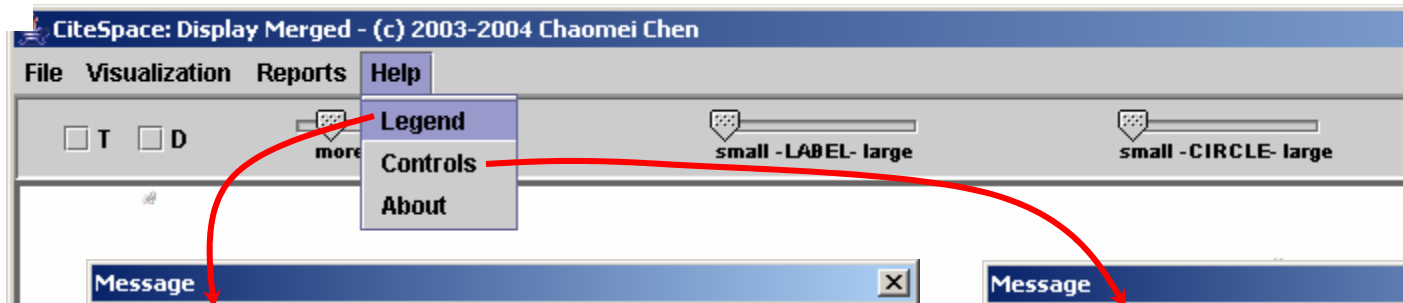 CiteSpace: Display Merged - (c) 2003-2004 Chaomei Chen
File Visualization Reports Help
Legend
T D more small -LABEL- large small -CIRCLE- large
Controls
About
Message Message